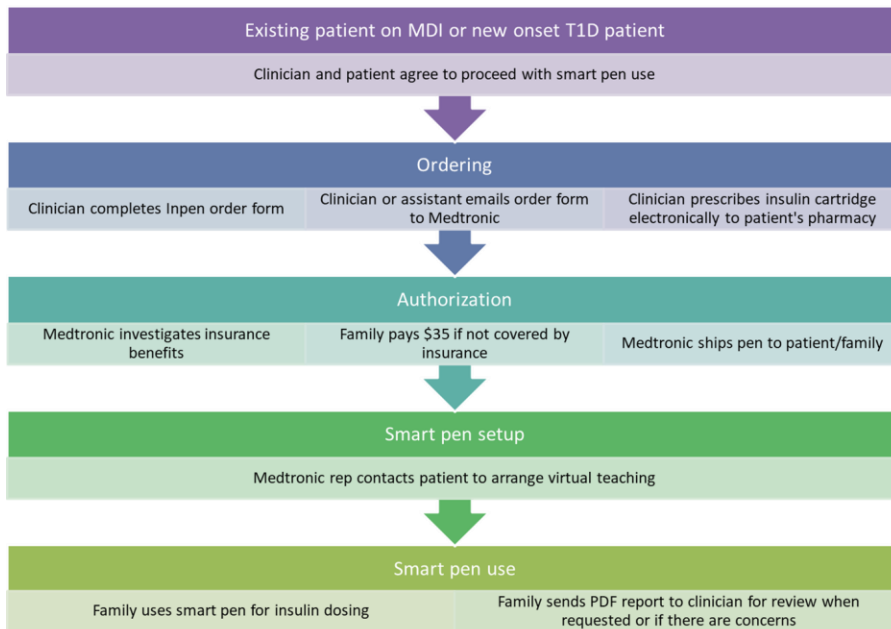 Existing patient on MDI or new onset T1D patient
Clinician and patient agree to proceed with smart pen use
Ordering
Clinician completes Inpen order form
Clinician or assistant emails order form
to Medtronic
Clinician prescribes insulin cartridge
electronically to patient's pharmacy
Authorization
Medtronic investigates insurance
benefits
Family pays $35 if not covered by
insurance
Medtronic ships pen to patient/family
Smart pen setup
Medtronic rep contacts patient to arrange virtual teaching
Smart pen use
Family uses smart pen for insulin dosing
Family sends PDF report to clinician for review when
requested or if there are concerns